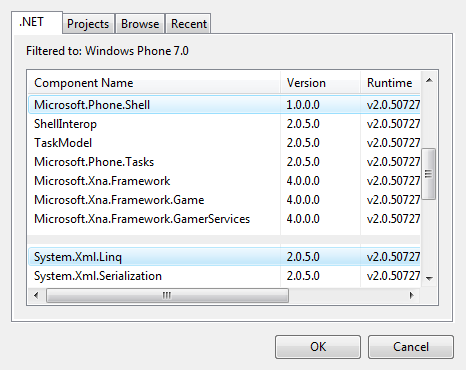 .NET Projects Browse Recent
Filtered to: Windows Phone 7.0
Component Name Version Runtime
Microsoft.Phone.Shell 1.0.0.0 v2.0.50727
ShellInterop 2.0.5.0 v2.0.50727
TaskModel 2.0.5.0 v2.0.50727
Microsoft.Phone.Tasks 2.0.5.0 v2.0.50727
Microsoft.Xna.Framework 4.0.0.0 v2.0.50727
Microsoft.Xna.Framework.Game 4.0.0.0 v2.0.50727
Microsoft.Xna.Framework.GamerServices 4.0.0.0 v2.0.50727
System.Xml.Linq 2.0.5.0 v2.0.50727
System.Xml.Serialization 2.0.5.0 v2.0.50727
OK Cancel